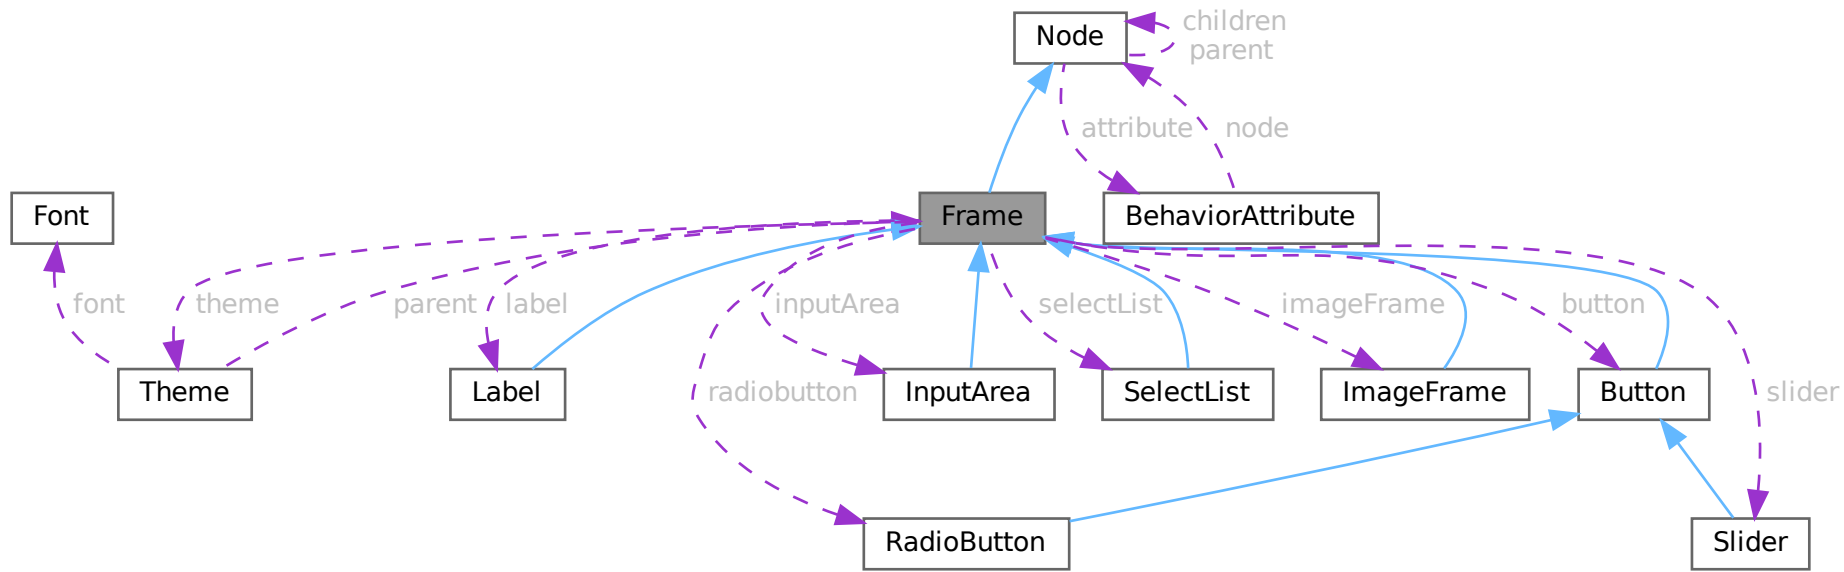 Node
children
parent
attribute
node
Font
Frame
BehaviorAttribute
font
theme
parent
label
inputArea
selectList
imageFrame
button
Theme
Label
radiobutton
InputArea
SelectList
ImageFrame
Button
slider
RadioButton
Slider